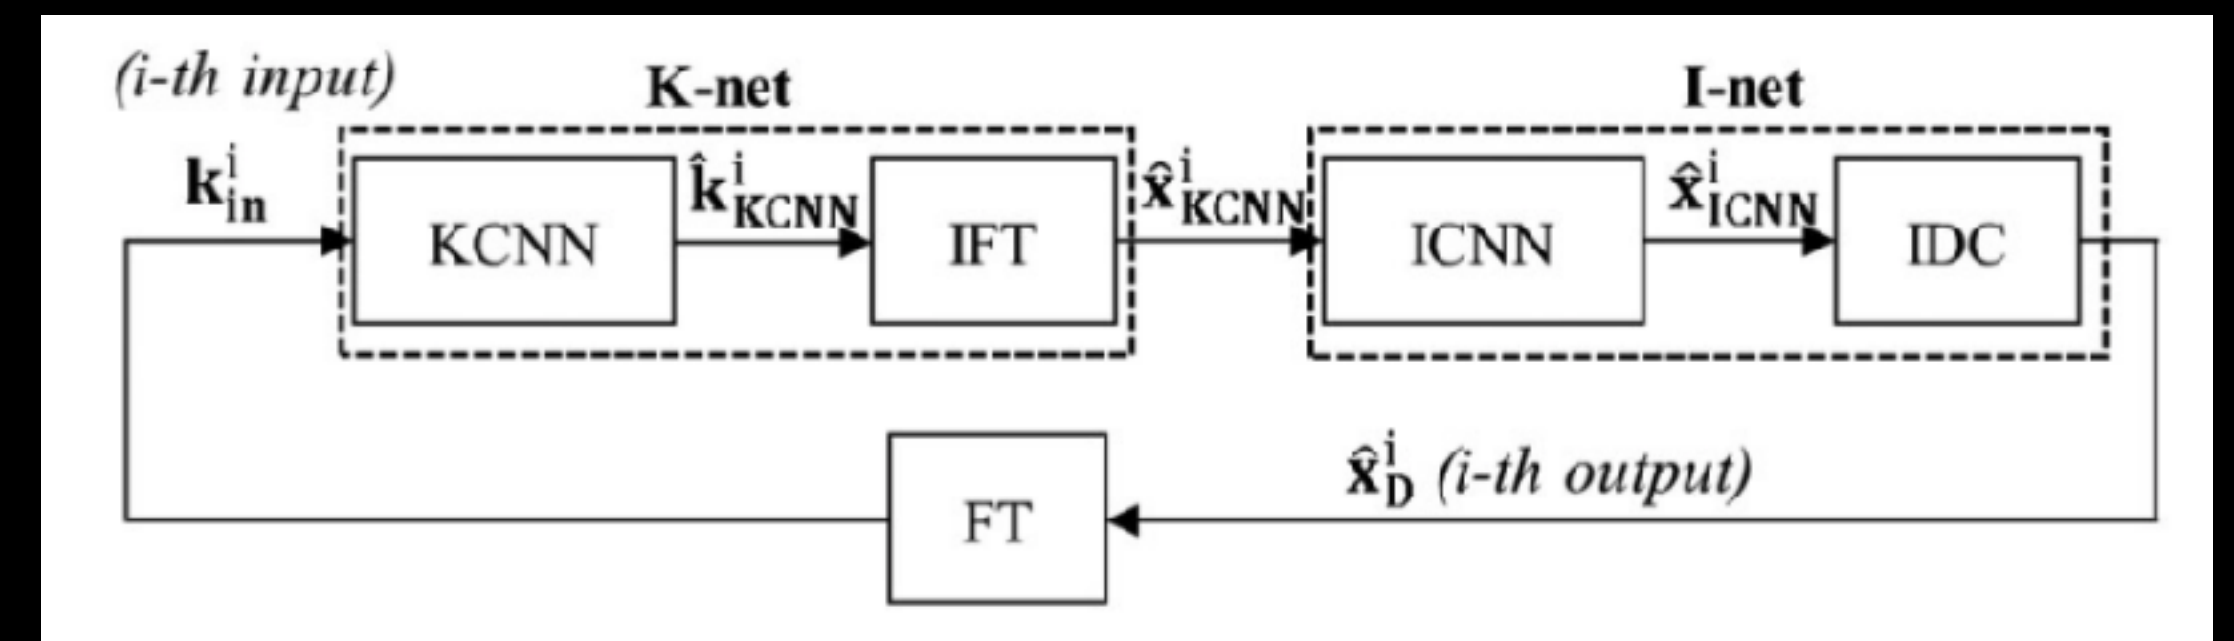 (i-th input)
K-net
I-net
k^i_in
KCNN
k̂^i_KCNN
IFT
x̂^i_KCNN
ICNN
x̂^i_ICNN
IDC
FT
x̂^i_D (i-th output)